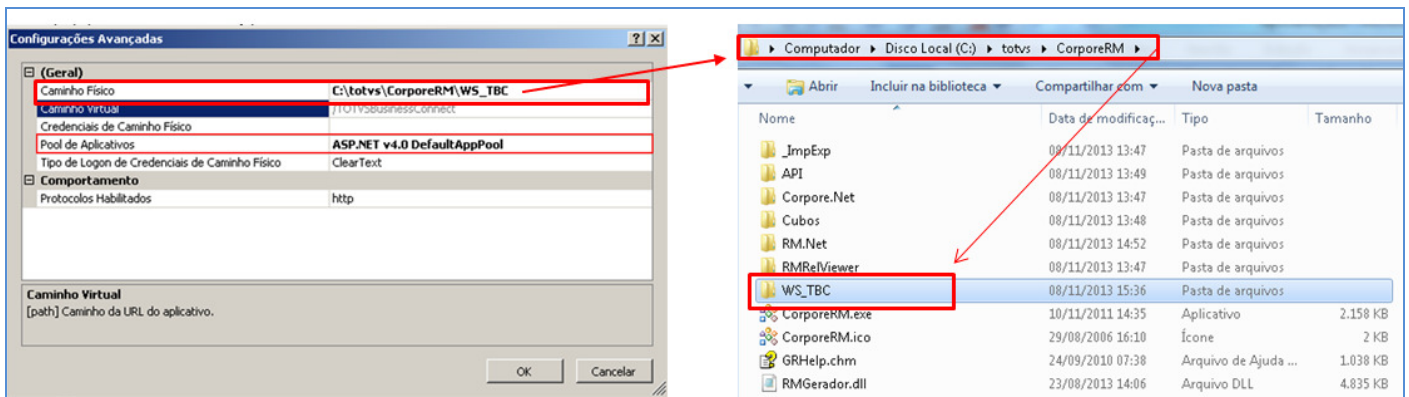 Configurações Avançadas
(Geral)
Caminho Físico C:\totvs\CorporeRM\WS_TBC
Caminho Virtual /TOTVSBusinessConnect
Credenciais de Caminho Físico
Pool de Aplicativos ASP.NET v4.0 DefaultAppPool
Tipo de Logon de Credenciais de Caminho Físico ClearText
Comportamento
Protocolos Habilitados http
Caminho Virtual
[path] Caminho da URL do aplicativo.
OK Cancelar
Computador Disco Local (C:) totvs CorporeRM
Abrir Incluir na biblioteca Compartilhar com Nova pasta
Nome Data de modificaç... Tipo Tamanho
_ImpExp 08/11/2013 13:47 Pasta de arquivos
API 08/11/2013 13:49 Pasta de arquivos
Corpore.Net 08/11/2013 13:47 Pasta de arquivos
Cubos 08/11/2013 13:48 Pasta de arquivos
RM.Net 08/11/2013 14:52 Pasta de arquivos
RMRelViewer 08/11/2013 13:47 Pasta de arquivos
WS_TBC 08/11/2013 15:36 Pasta de arquivos
CorporeRM.exe 10/11/2011 14:35 Aplicativo 2.158 KB
CorporeRM.ico 29/08/2006 16:10 Ícone 2 KB
GRHelp.chm 24/09/2010 07:38 Arquivo de Ajuda ... 1.038 KB
RMGerador.dll 23/08/2013 14:06 Arquivo DLL 4.835 KB